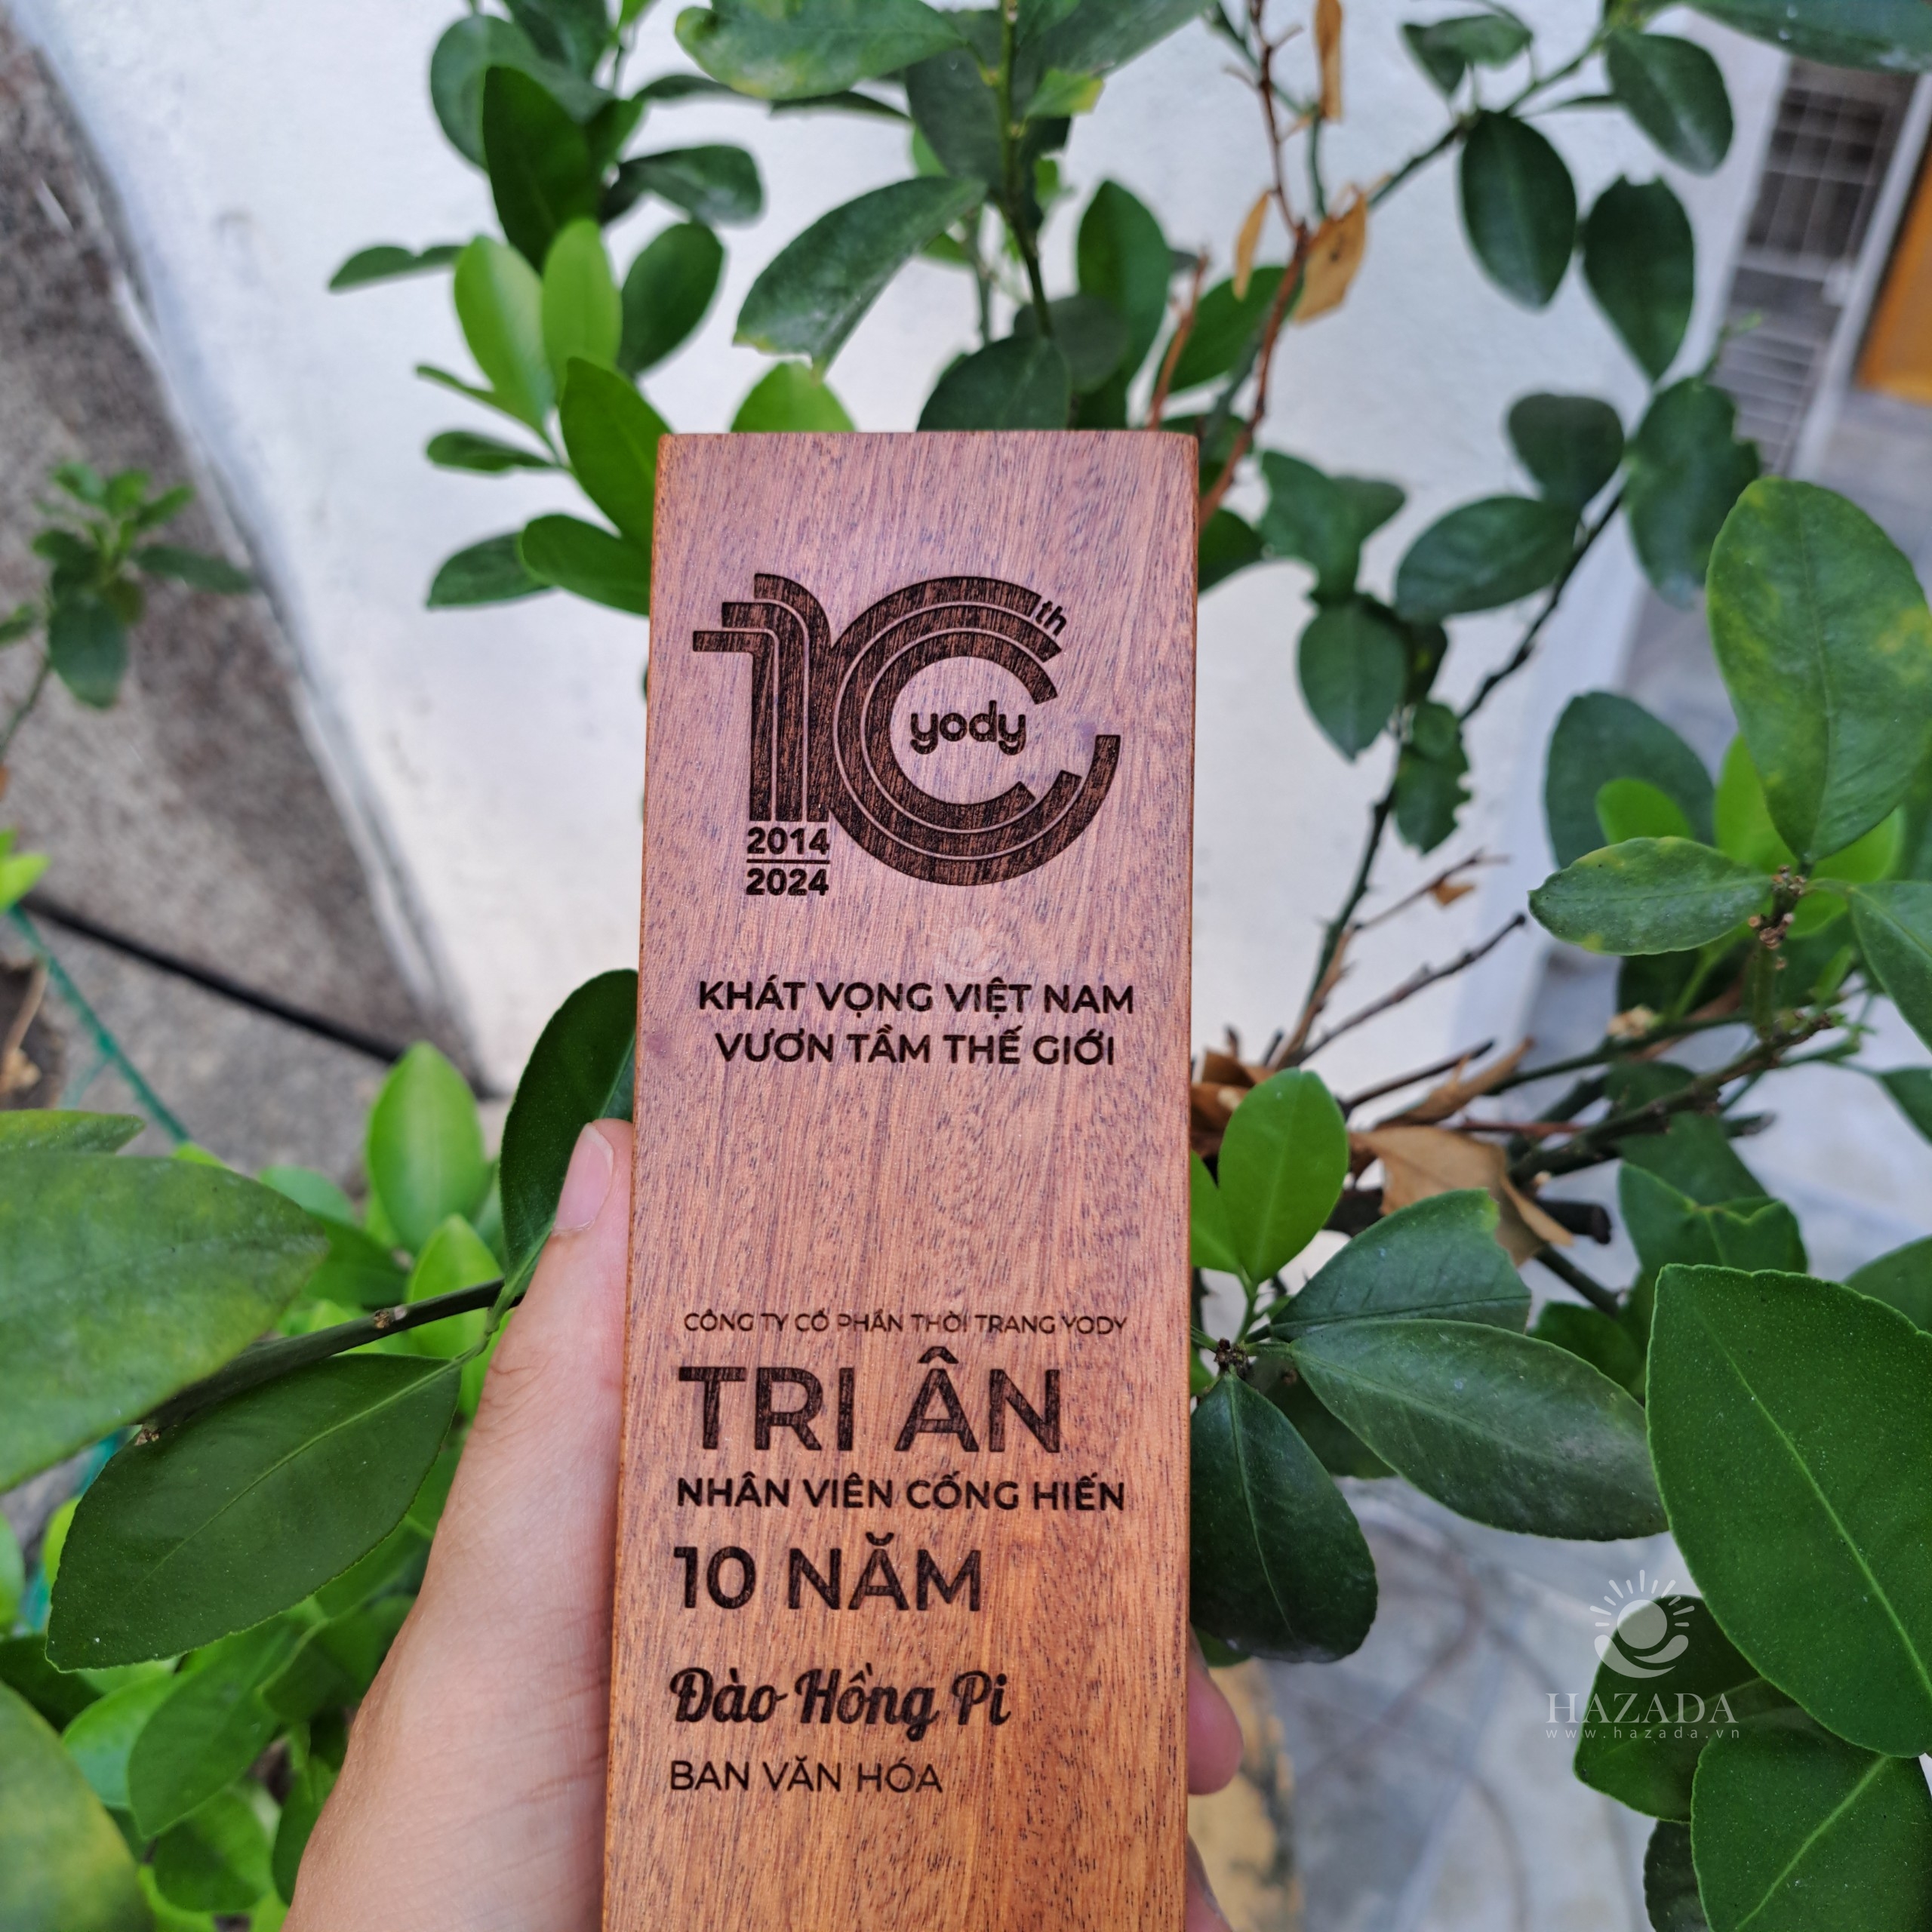 10th
yody
2014
2024
KHÁT VỌNG VIỆT NAM
VƯƠN TẦM THẾ GIỚI
CÔNG TY CỔ PHẦN THỜI TRANG YODY
TRI ÂN
NHÂN VIÊN CỐNG HIẾN
10 NĂM
Đào Hồng Pi
BAN VĂN HÓA
HAZADA
www.hazada.vn